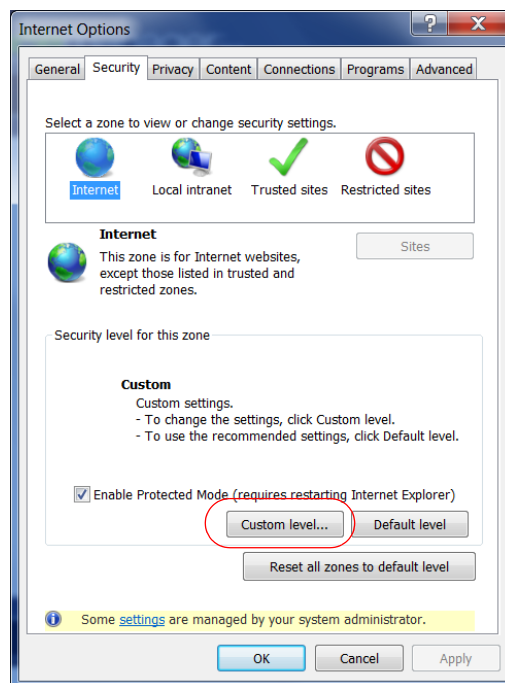 Internet Options
General Security Privacy Content Connections Programs Advanced
Select a zone to view or change security settings.
Internet Local intranet Trusted sites Restricted sites
Internet
Sites
This zone is for Internet websites,
except those listed in trusted and
restricted zones.
Security level for this zone
Custom
Custom settings.
- To change the settings, click Custom level.
- To use the recommended settings, click Default level.
Enable Protected Mode (requires restarting Internet Explorer)
Custom level... Default level
Reset all zones to default level
Some settings are managed by your system administrator.
OK Cancel Apply